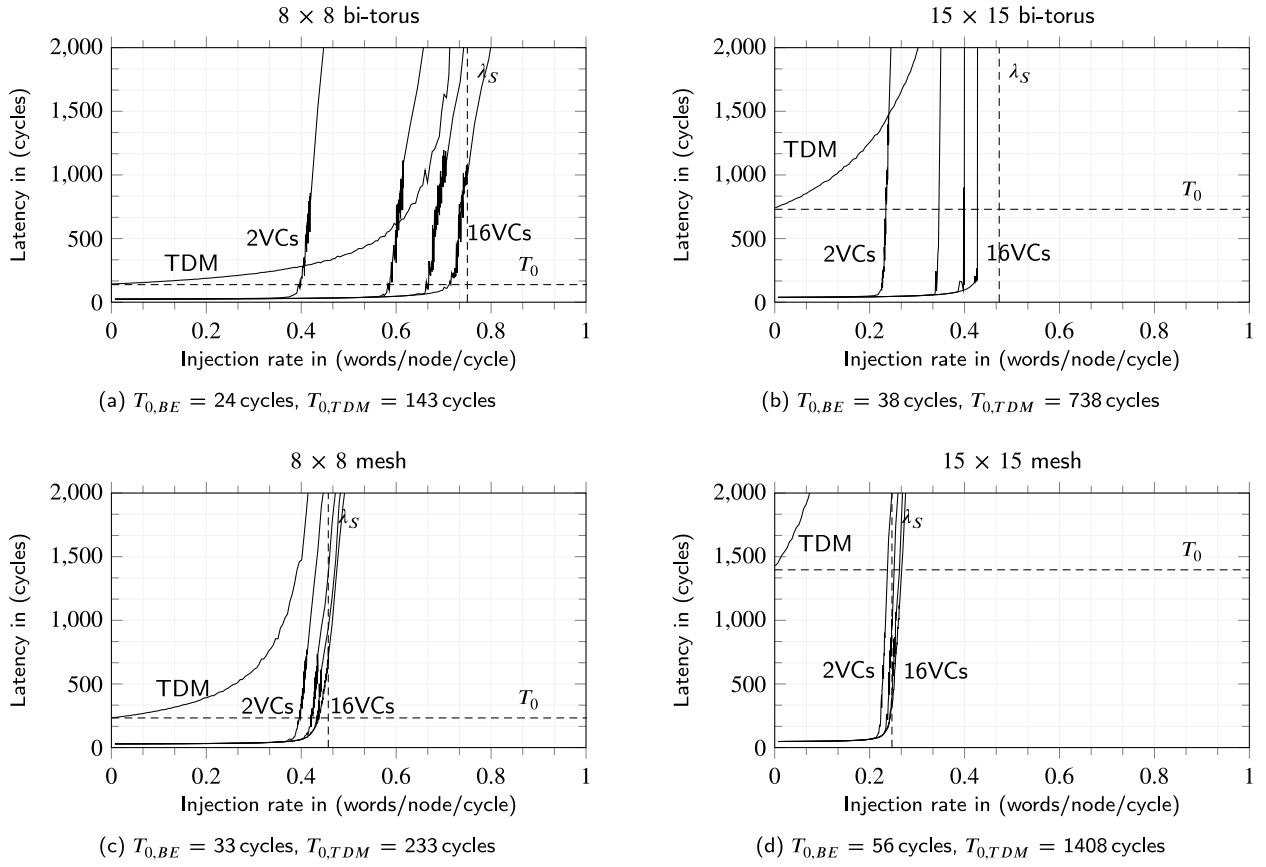 8 × 8 bi-torus
2,000
1,500
1,000
500
0
Latency in (cycles)
λS
2VCs
16VCs
TDM
T0
0 0.2 0.4 0.6 0.8 1
Injection rate in (words/node/cycle)
(a) T0,BE = 24 cycles, T0,TDM = 143 cycles
15 × 15 bi-torus
2,000
1,500
1,000
500
0
Latency in (cycles)
λS
TDM
T0
2VCs
16VCs
0 0.2 0.4 0.6 0.8 1
Injection rate in (words/node/cycle)
(b) T0,BE = 38 cycles, T0,TDM = 738 cycles
8 × 8 mesh
2,000
1,500
1,000
500
0
Latency in (cycles)
λS
TDM
2VCs
16VCs
T0
0 0.2 0.4 0.6 0.8 1
Injection rate in (words/node/cycle)
(c) T0,BE = 33 cycles, T0,TDM = 233 cycles
15 × 15 mesh
2,000
1,500
1,000
500
0
Latency in (cycles)
λS
TDM
T0
2VCs
16VCs
0 0.2 0.4 0.6 0.8 1
Injection rate in (words/node/cycle)
(d) T0,BE = 56 cycles, T0,TDM = 1408 cycles